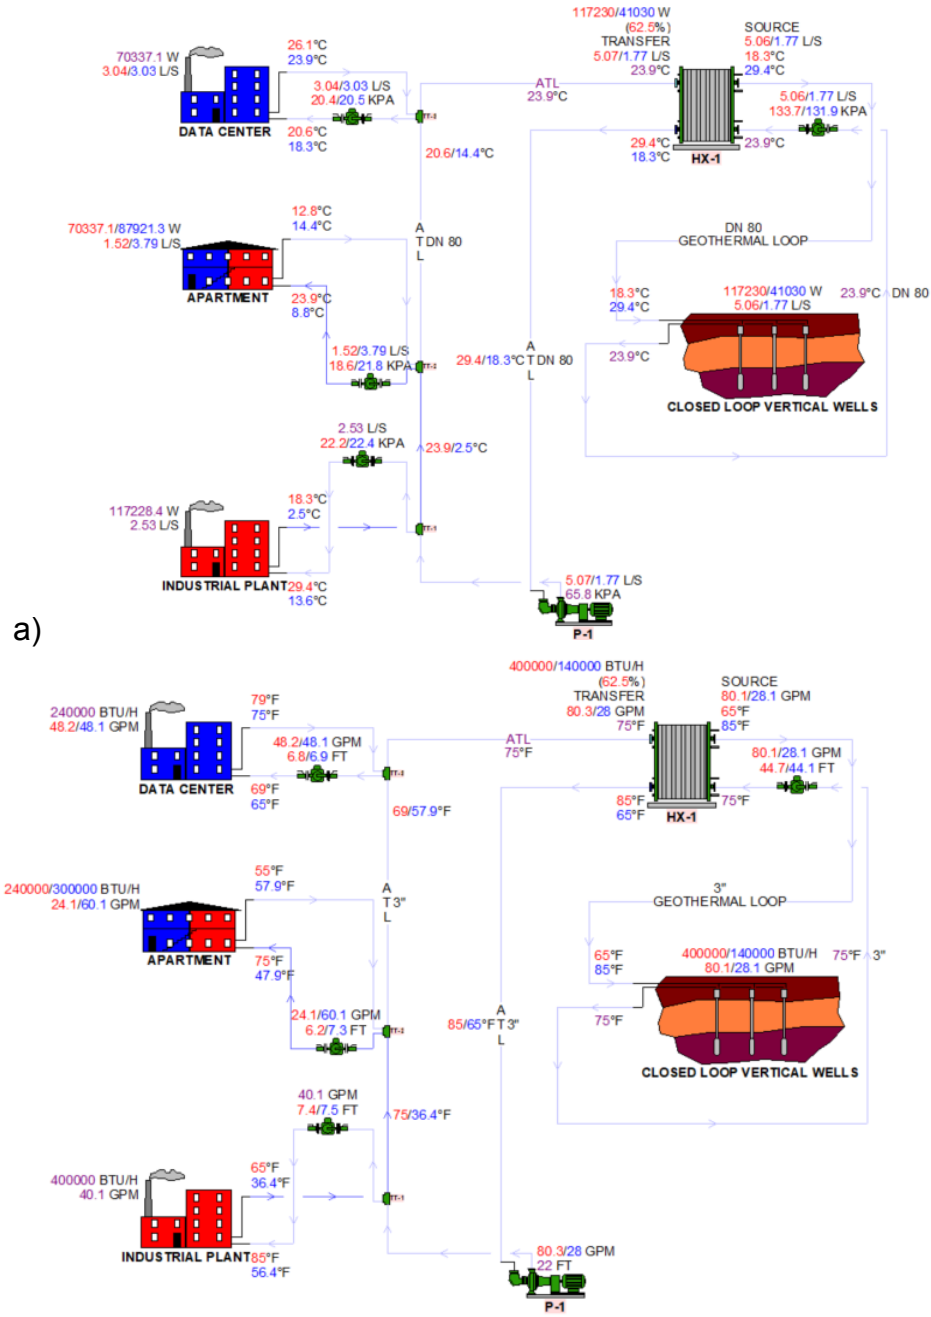 117230/41030 W
(62.5%)
TRANSFER
5.07/1.77 L/S
23.9°C
SOURCE
5.06/1.77 L/S
18.3°C
29.4°C
70337.1 W
3.04/3.03 L/S
26.1°C
23.9°C
3.04/3.03 L/S
20.4/20.5 KPA
DATA CENTER
20.6°C
18.3°C
TT-3
ATL
23.9°C
5.06/1.77 L/S
133.7/131.9 KPA
29.4°C
18.3°C
HX-1
23.9°C
20.6/14.4°C
12.8°C
14.4°C
70337.1/87921.3 W
1.52/3.79 L/S
A
T DN 80
L
DN 80
GEOTHERMAL LOOP
APARTMENT
23.9°C
8.8°C
18.3°C
29.4°C
117230/41030 W
5.06/1.77 L/S
23.9°C DN 80
1.52/3.79 L/S
18.6/21.8 KPA
TT-2
A
29.4/18.3°C T DN 80
L
23.9°C
CLOSED LOOP VERTICAL WELLS
2.53 L/S
22.2/22.4 KPA
23.9/2.5°C
117228.4 W
2.53 L/S
18.3°C
2.5°C
TT-1
INDUSTRIAL PLANT
29.4°C
13.6°C
5.07/1.77 L/S
65.8 KPA
P-1
a)
400000/140000 BTU/H
(62.5%)
TRANSFER
80.3/28 GPM
75°F
SOURCE
80.1/28.1 GPM
65°F
85°F
240000 BTU/H
48.2/48.1 GPM
79°F
75°F
48.2/48.1 GPM
6.8/6.9 FT
DATA CENTER
69°F
65°F
TT-3
ATL
75°F
80.1/28.1 GPM
44.7/44.1 FT
85°F
65°F
HX-1
75°F
69/57.9°F
55°F
57.9°F
240000/300000 BTU/H
24.1/60.1 GPM
A
T 3"
L
3"
GEOTHERMAL LOOP
APARTMENT
75°F
47.9°F
65°F
85°F
400000/140000 BTU/H
80.1/28.1 GPM
75°F 3"
24.1/60.1 GPM
6.2/7.3 FT
TT-2
A
85/65°F T 3"
L
75°F
CLOSED LOOP VERTICAL WELLS
40.1 GPM
7.4/7.5 FT
75/36.4°F
400000 BTU/H
40.1 GPM
65°F
36.4°F
TT-1
INDUSTRIAL PLANT
85°F
56.4°F
80.3/28 GPM
22 FT
P-1